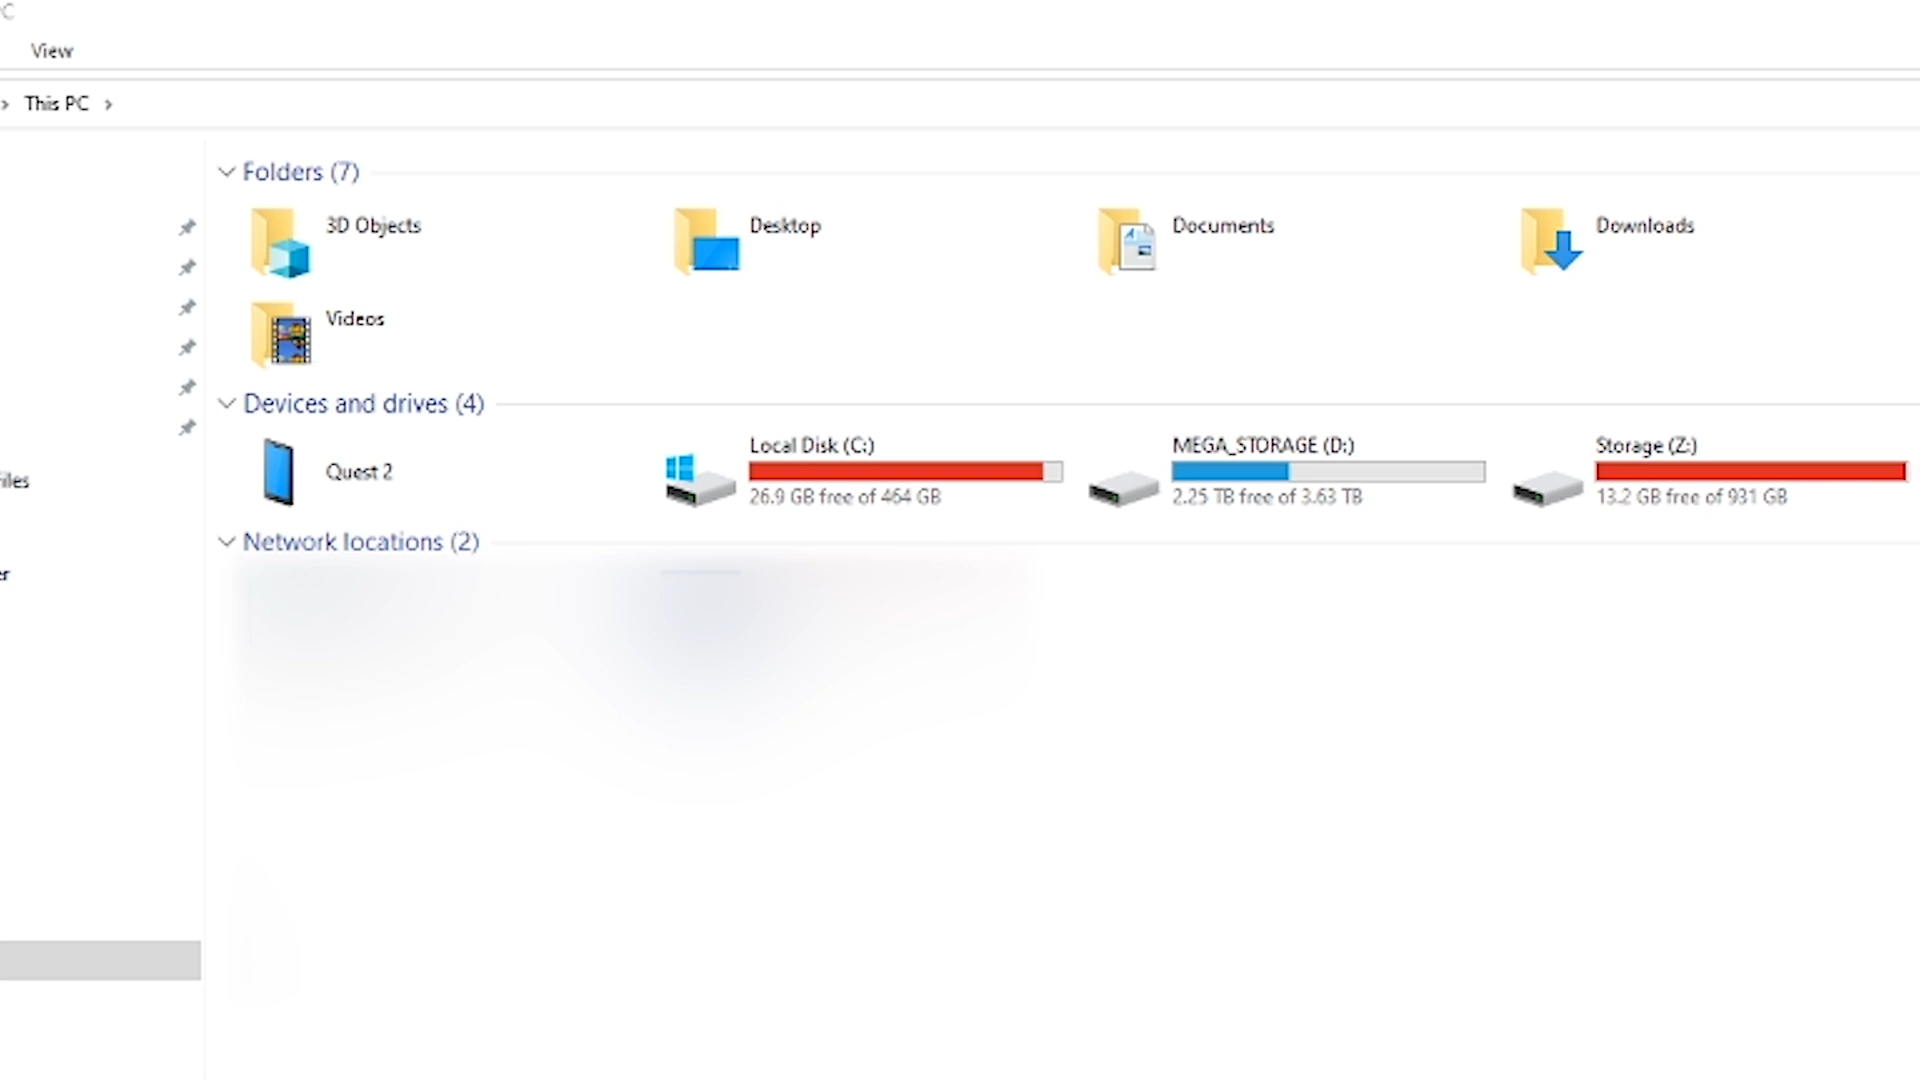 View
This PC
Folders (7)
3D Objects
Desktop
Documents
Downloads
Videos
Devices and drives (4)
Quest 2
Local Disk (C:)
26.9 GB free of 464 GB
MEGA_STORAGE (D:)
2.25 TB free of 3.63 TB
Storage (Z:)
13.2 GB free of 931 GB
Network locations (2)